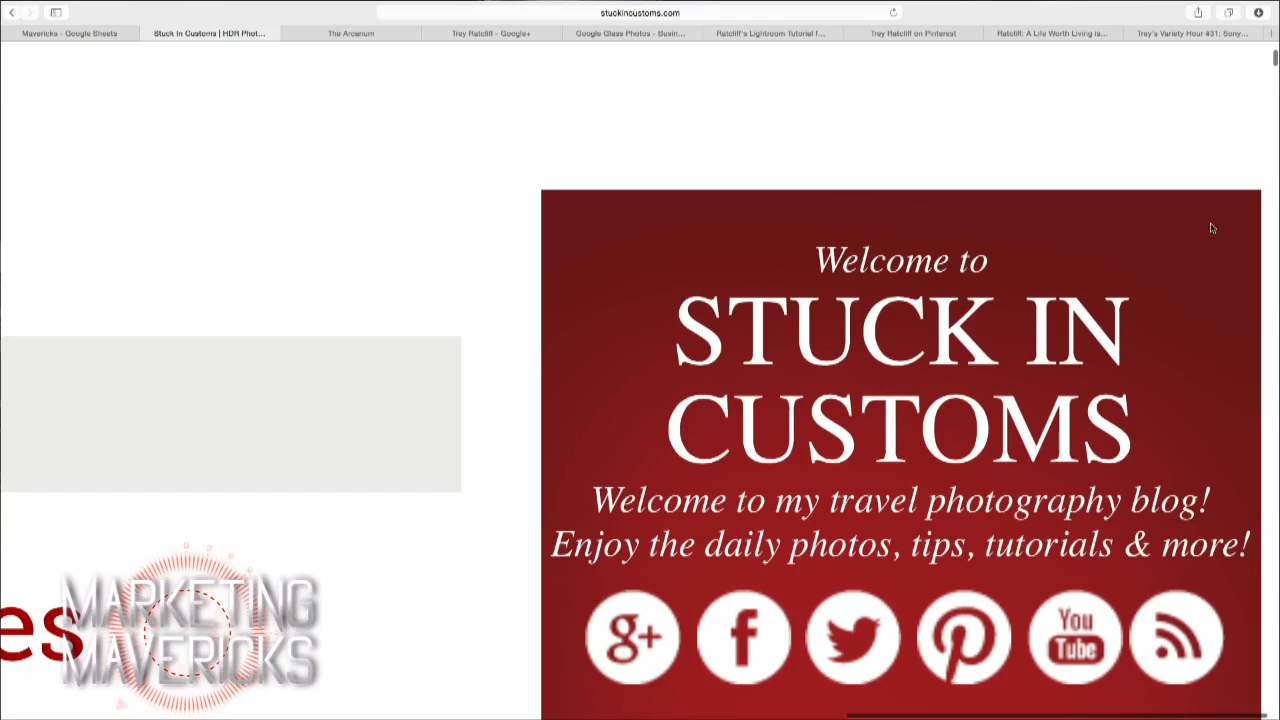 stuckincustoms.com
Mavericks - Google Sheets
Stuck In Customs | HDR Phot...
The Arcanum
Trey Ratcliff - Google+
Google Glass Photos - Busin...
Ratcliff's Lightroom Tutorial f...
Trey Ratcliff on Pinterest
Ratcliff: A Life Worth Living is...
Trey's Variety Hour #31: Sony...
Welcome to
STUCK IN
CUSTOMS
Welcome to my travel photography blog!
Enjoy the daily photos, tips, tutorials & more!
g+ f You Tube
es
MARKETING
MAVERICKS